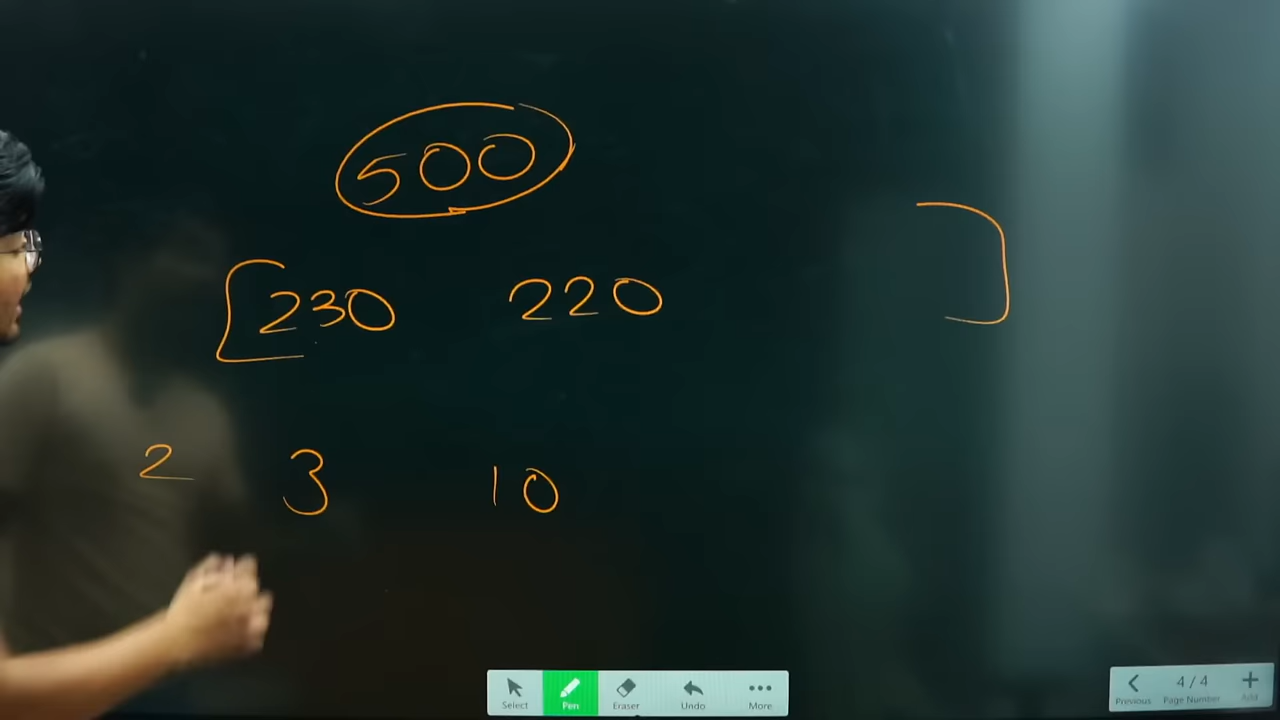 500
[230 220 ]
2 3 10
Select Pen Eraser Undo More
4/4
Previous Page Number Add